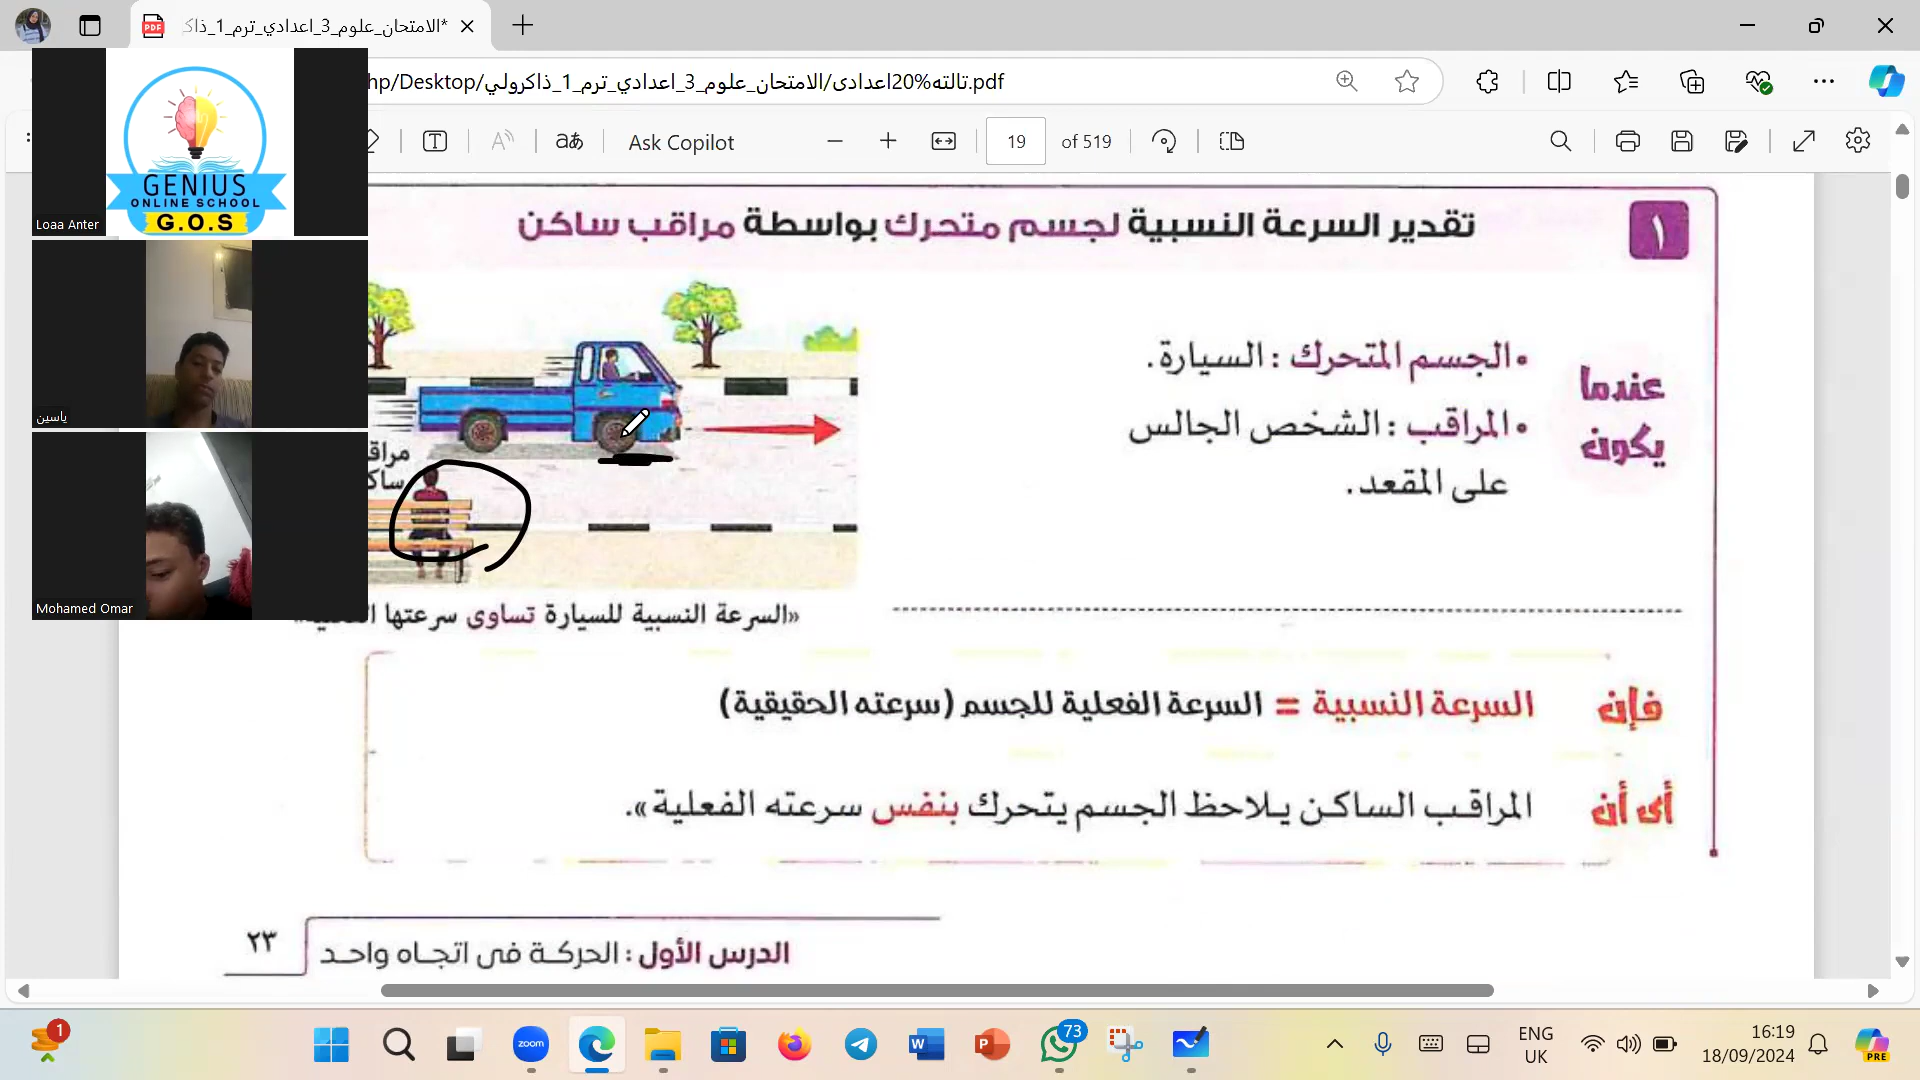 *الامتحان_علوم_3_اعدادي_ترم_1_ذاك
hp/Desktop/تالته%20اعدادى/الامتحان_علوم_3_اعدادي_ترم_1_ذاكرولي.pdf
Ask Copilot
19 of 519
GENIUS
ONLINE SCHOOL
G.O.S
Loaa Anter
ياسين
Mohamed Omar
١
تقدير السرعة النسبية لجسم متحرك بواسطة مراقب ساكن
عندما يكون
• الجسم المتحرك : السيارة.
• المراقب : الشخص الجالس
على المقعد.
«السرعة النسبية للسيارة تساوى سرعتها
فإن
السرعة النسبية = السرعة الفعلية للجسم (سرعته الحقيقية)
أى أن
المراقب الساكن يلاحظ الجسم يتحرك بنفس سرعته الفعلية».
الدرس الأول : الحركة فى اتجاه واحد
٢٣
1
zoom
73
ENG
UK
16:19
18/09/2024
PRE